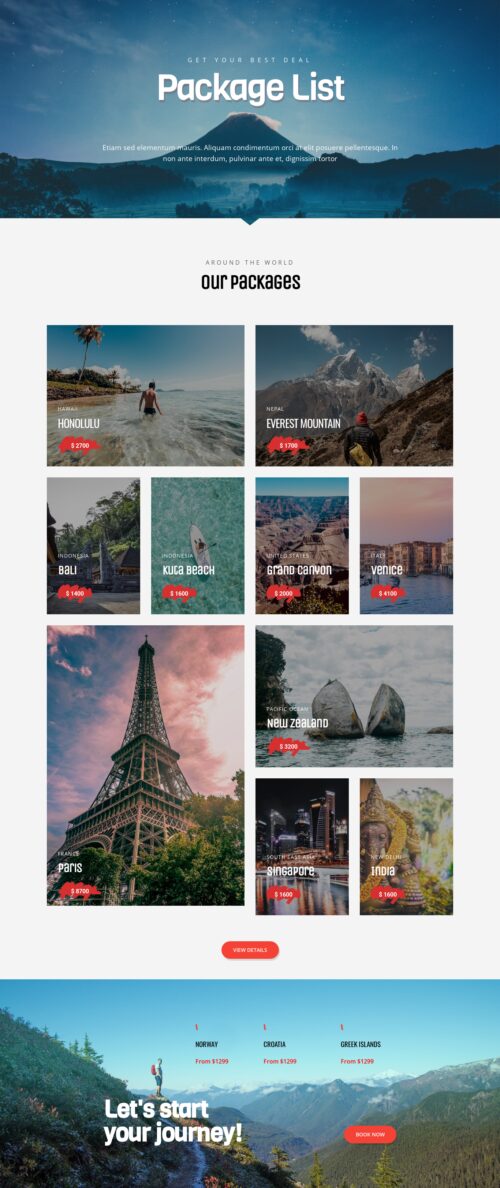 GET YOUR BEST DEAL
Package List
Etiam sed elementum mauris. Aliquam condimentum orci at elit posuere pellentesque. In
non ante interdum, pulvinar ante et, dignissim tortor
AROUND THE WORLD
Our Packages
HAWAII
HONOLULU
$ 2700
NEPAL
EVEREST MOUNTAIN
$ 1700
INDONESIA
Bali
$ 1400
INDONESIA
Kuta Beach
$ 1600
UNITED STATES
Grand Canyon
$ 2000
ITALY
Venice
$ 4100
FRANCE
Paris
$ 8700
PACIFIC OCEAN
New Zealand
$ 3200
SOUTH EAST ASIA
Singapore
$ 1600
NEW DELHI
India
$ 1600
VIEW DETAILS
NORWAY
From $1299
CROATIA
From $1299
GREEK ISLANDS
From $1299
Let's start
your journey!
BOOK NOW